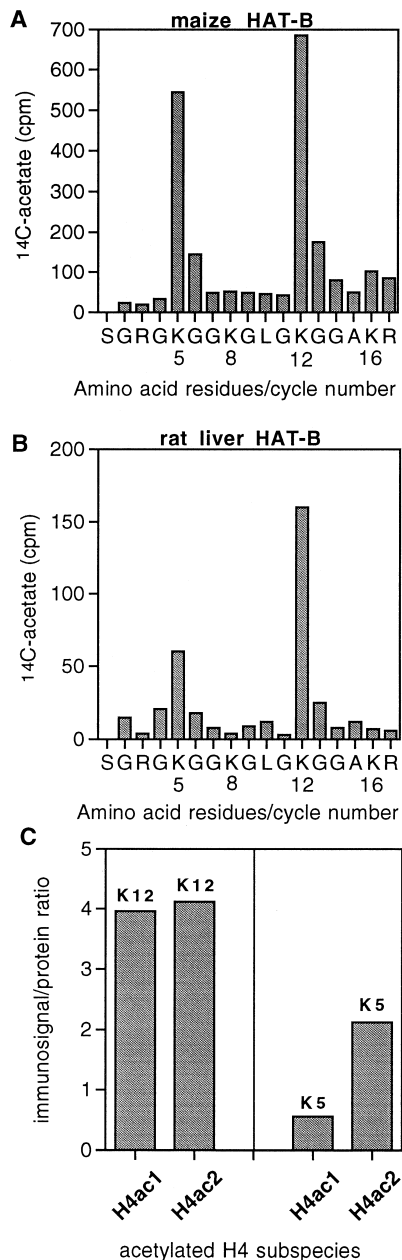 A
maize HAT-B
700
600
500
400
300
200
100
0
14C-acetate (cpm)
S G R G K G G K G L G K G G A K R
5 8 12 16
Amino acid residues/cycle number
B
rat liver HAT-B
200
150
100
50
0
14C-acetate (cpm)
S G R G K G G K G L G K G G A K R
5 8 12 16
Amino acid residues/cycle number
C
5
4
3
2
1
0
immunosignal/protein ratio
K12
K12
K5
K5
H4ac1
H4ac2
H4ac1
H4ac2
acetylated H4 subspecies